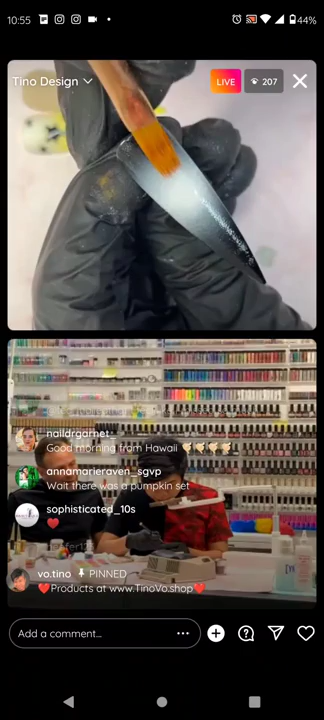 10:55
44%
Tino Design
LIVE
207
naildrgarnet
Good morning from Hawaii
annamarieraven_sgvp
Wait there was a pumpkin set
sophisticated_10s
vo.tino PINNED
Products at www.TinoVo.shop
Add a comment...